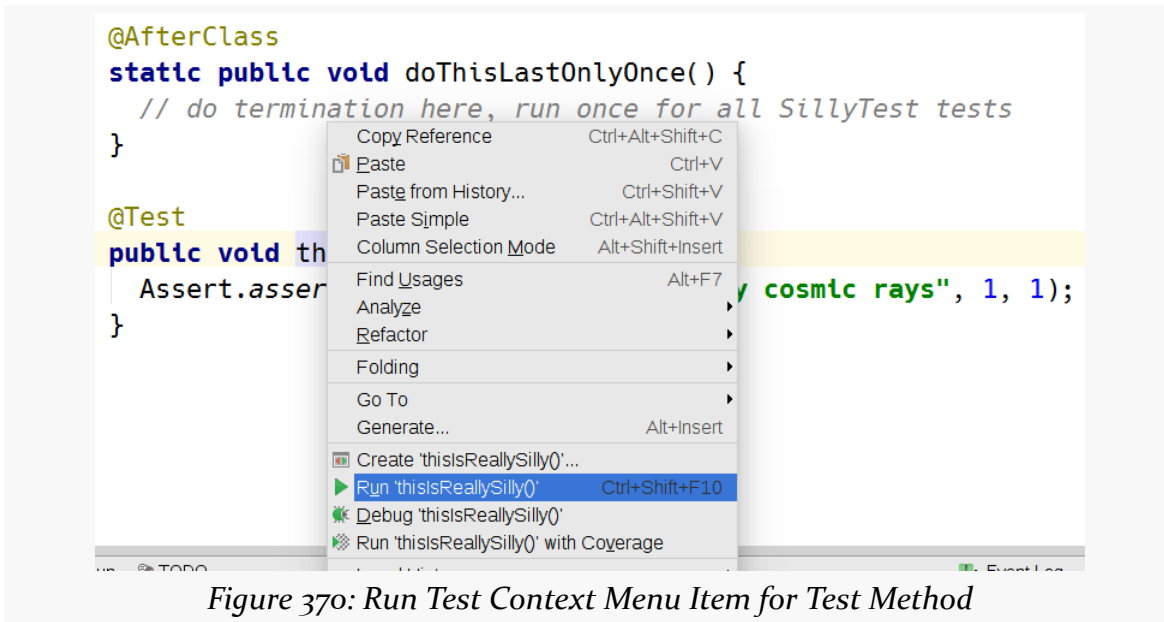 @AfterClass
static public void doThisLastOnlyOnce() {
// do termination here, run once for all SillyTest tests
}
Copy Reference Ctrl+Alt+Shift+C
Paste Ctrl+V
Paste from History... Ctrl+Shift+V
Paste Simple Ctrl+Alt+Shift+V
Column Selection Mode Alt+Shift+Insert
Find Usages Alt+F7
Analyze
Refactor
Folding
Go To
Generate... Alt+Insert
Create 'thisIsReallySilly()'...
Run 'thisIsReallySilly()' Ctrl+Shift+F10
Debug 'thisIsReallySilly()'
Run 'thisIsReallySilly()' with Coverage
@Test
public void th
Assert.asser y cosmic rays", 1, 1);
}
TODO Event Log
Figure 370: Run Test Context Menu Item for Test Method